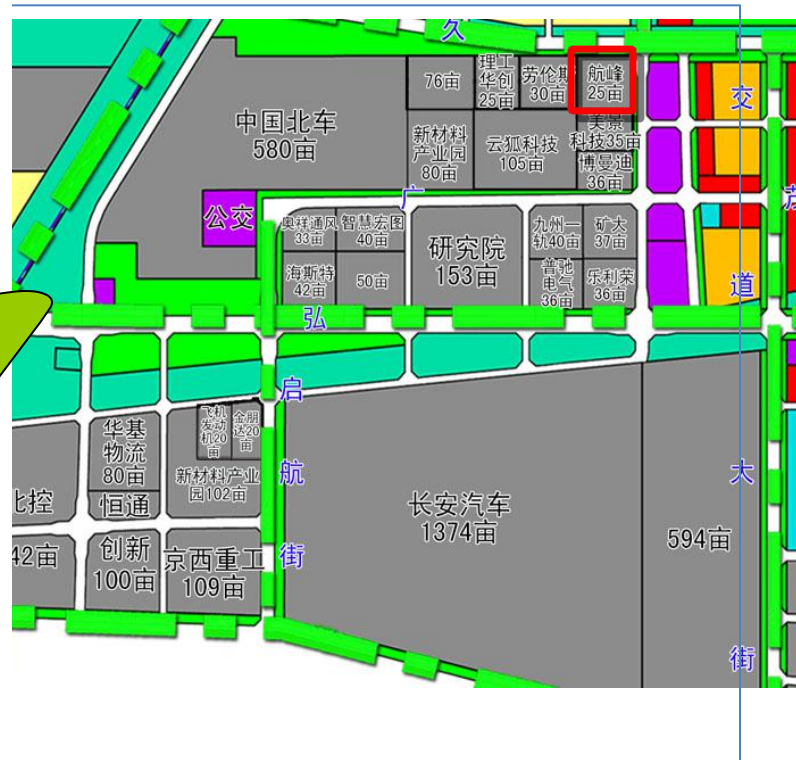 久
76亩
理工
华创
25亩
劳伦斯
30亩
航峰
25亩
交
中国北车
580亩
新材料
产业园
80亩
云狐科技
105亩
美景
科技35亩
博曼迪
36亩
广
茂
公交
奥祥通风
33亩
智慧宏图
40亩
研究院
153亩
九州一
轨40亩
矿大
37亩
海斯特
42亩
50亩
普驰
电气
36亩
乐利荣
36亩
道
弘
启
飞机
发动
机20
亩
金朋
达20
亩
华基
物流
80亩
新材料产业
园102亩
航
大
北控
恒通
长安汽车
1374亩
594亩
42亩
创新
100亩
京西重工
109亩
街
街